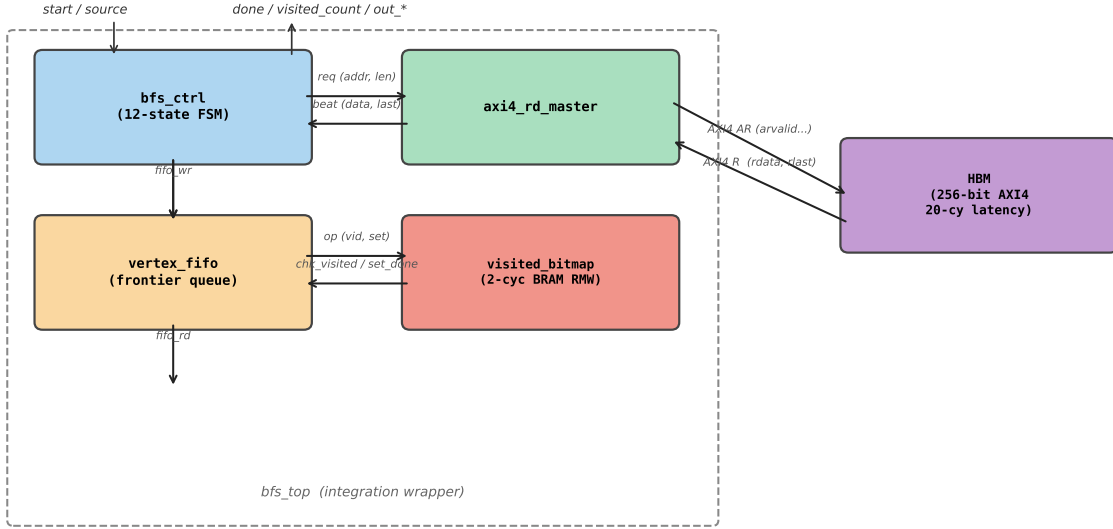 start / source
done / visited_count / out_*
bfs_ctrl
(12-state FSM)
req (addr, len)
beat (data, last)
axi4_rd_master
AXI4 AR (arvalid...)
AXI4 R  (rdata, rlast)
HBM
(256-bit AXI4
20-cy latency)
fifo_wr
vertex_fifo
(frontier queue)
op (vid, set)
chk_visited / set_done
visited_bitmap
(2-cyc BRAM RMW)
fifo_rd
bfs_top  (integration wrapper)